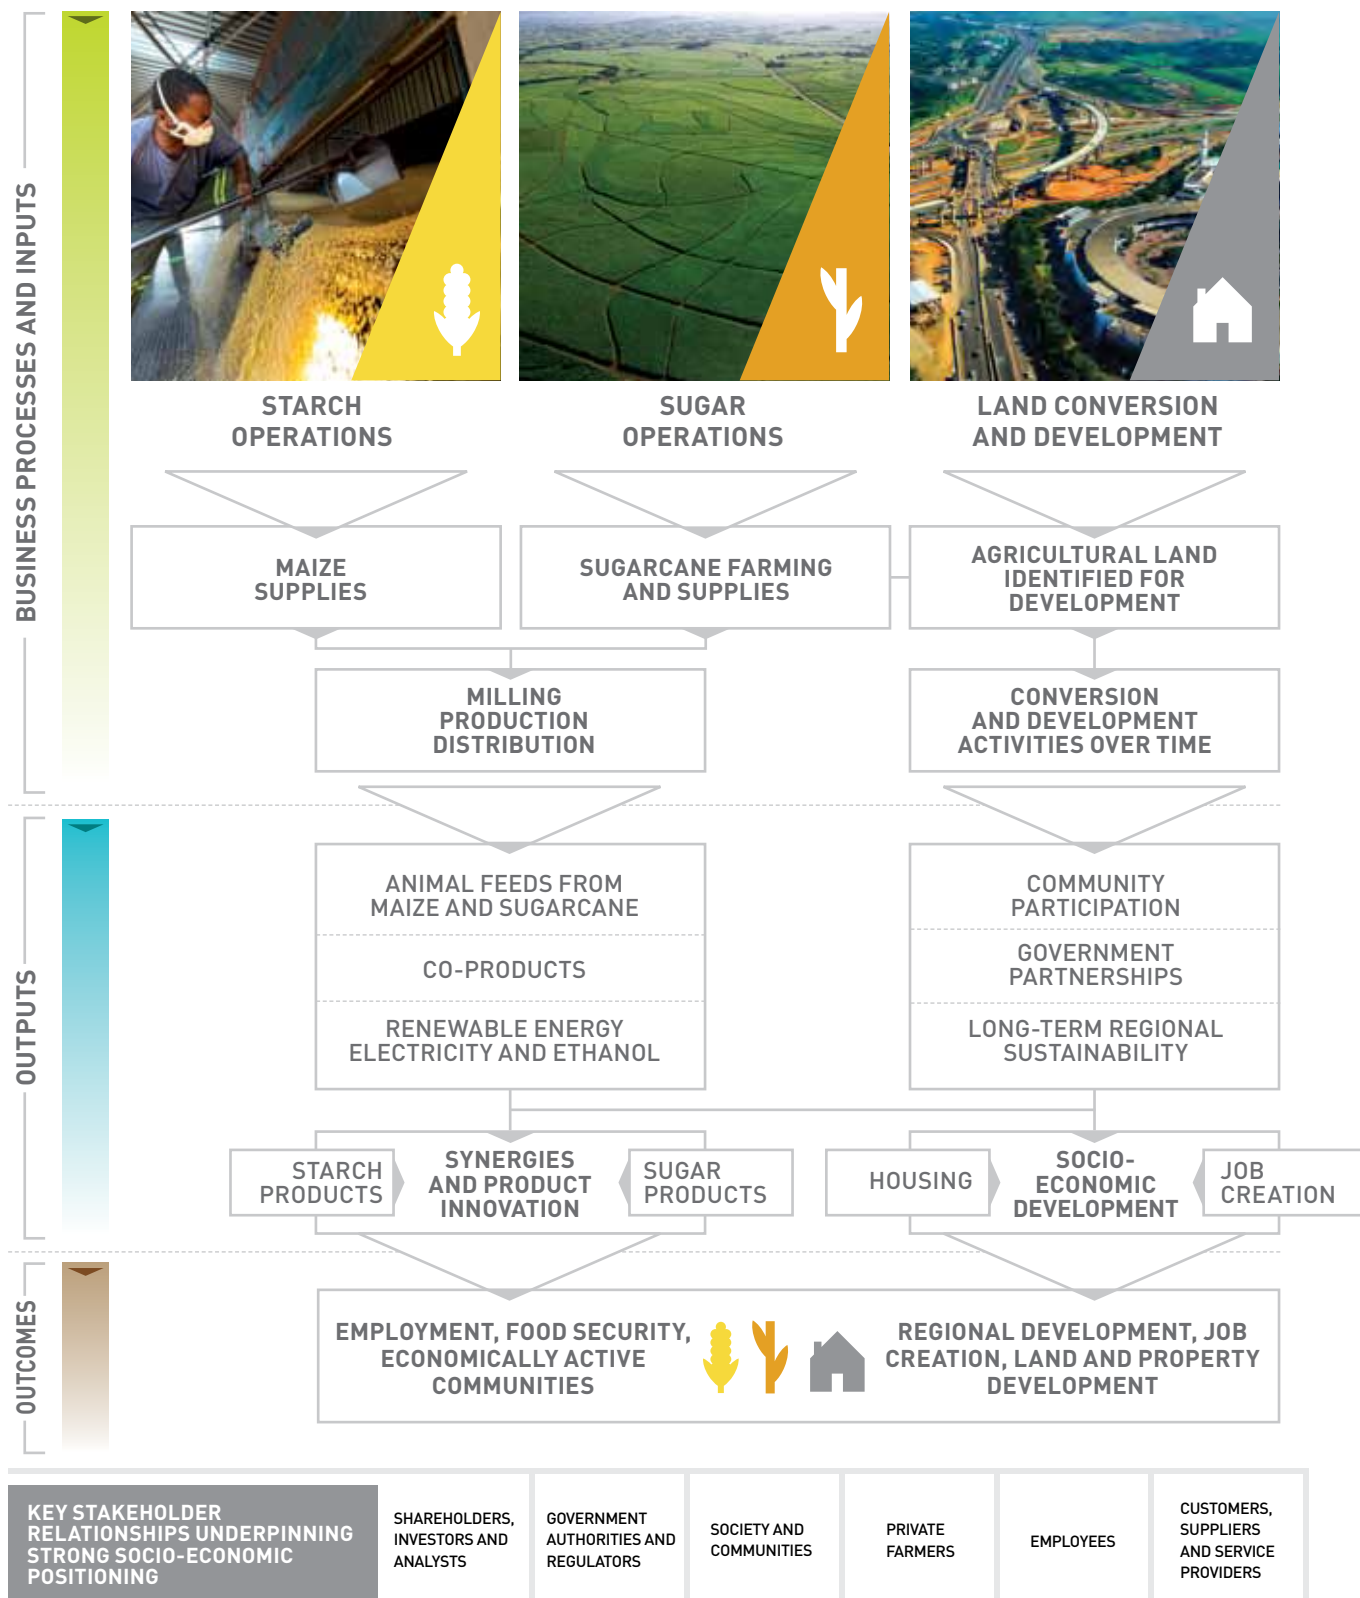 BUSINESS PROCESSES AND INPUTS
STARCH
OPERATIONS
SUGAR
OPERATIONS
LAND CONVERSION
AND DEVELOPMENT
MAIZE
SUPPLIES
SUGARCANE FARMING
AND SUPPLIES
AGRICULTURAL LAND
IDENTIFIED FOR
DEVELOPMENT
MILLING
PRODUCTION
DISTRIBUTION
CONVERSION
AND DEVELOPMENT
ACTIVITIES OVER TIME
OUTPUTS
ANIMAL FEEDS FROM
MAIZE AND SUGARCANE
CO-PRODUCTS
RENEWABLE ENERGY
ELECTRICITY AND ETHANOL
COMMUNITY
PARTICIPATION
GOVERNMENT
PARTNERSHIPS
LONG-TERM REGIONAL
SUSTAINABILITY
STARCH
PRODUCTS
SYNERGIES
AND PRODUCT
INNOVATION
SUGAR
PRODUCTS
HOUSING
SOCIO-
ECONOMIC
DEVELOPMENT
JOB
CREATION
OUTCOMES
EMPLOYMENT, FOOD SECURITY,
ECONOMICALLY ACTIVE
COMMUNITIES
REGIONAL DEVELOPMENT, JOB
CREATION, LAND AND PROPERTY
DEVELOPMENT
KEY STAKEHOLDER
RELATIONSHIPS UNDERPINNING
STRONG SOCIO-ECONOMIC
POSITIONING
SHAREHOLDERS,
INVESTORS AND
ANALYSTS
GOVERNMENT
AUTHORITIES AND
REGULATORS
SOCIETY AND
COMMUNITIES
PRIVATE
FARMERS
EMPLOYEES
CUSTOMERS,
SUPPLIERS
AND SERVICE
PROVIDERS